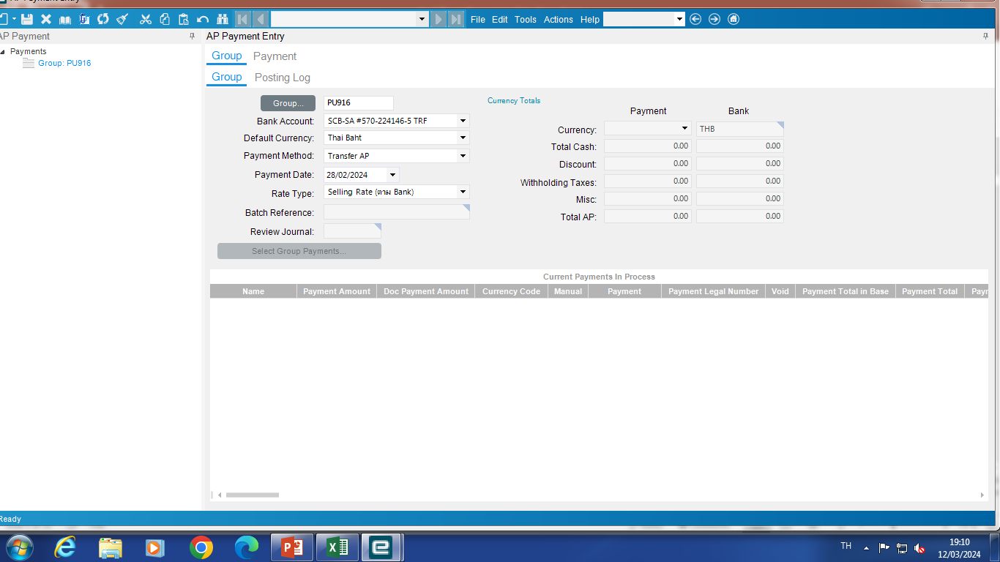 File Edit Tools Actions Help
AP Payment
AP Payment Entry
Payments
Group: PU916
Group Payment
Group Posting Log
Group... PU916
Bank Account: SCB-SA #570-224146-5 TRF
Default Currency: Thai Baht
Payment Method: Transfer AP
Payment Date: 28/02/2024
Rate Type: Selling Rate (ตาม Bank)
Batch Reference:
Review Journal:
Select Group Payments...
Currency Totals
Payment Bank
Currency: THB
Total Cash: 0.00 0.00
Discount: 0.00 0.00
Withholding Taxes: 0.00 0.00
Misc: 0.00 0.00
Total AP: 0.00 0.00
Current Payments In Process
Name Payment Amount Doc Payment Amount Currency Code Manual Payment Payment Legal Number Void Payment Total in Base Payment Total
Ready
TH
19:10
12/03/2024